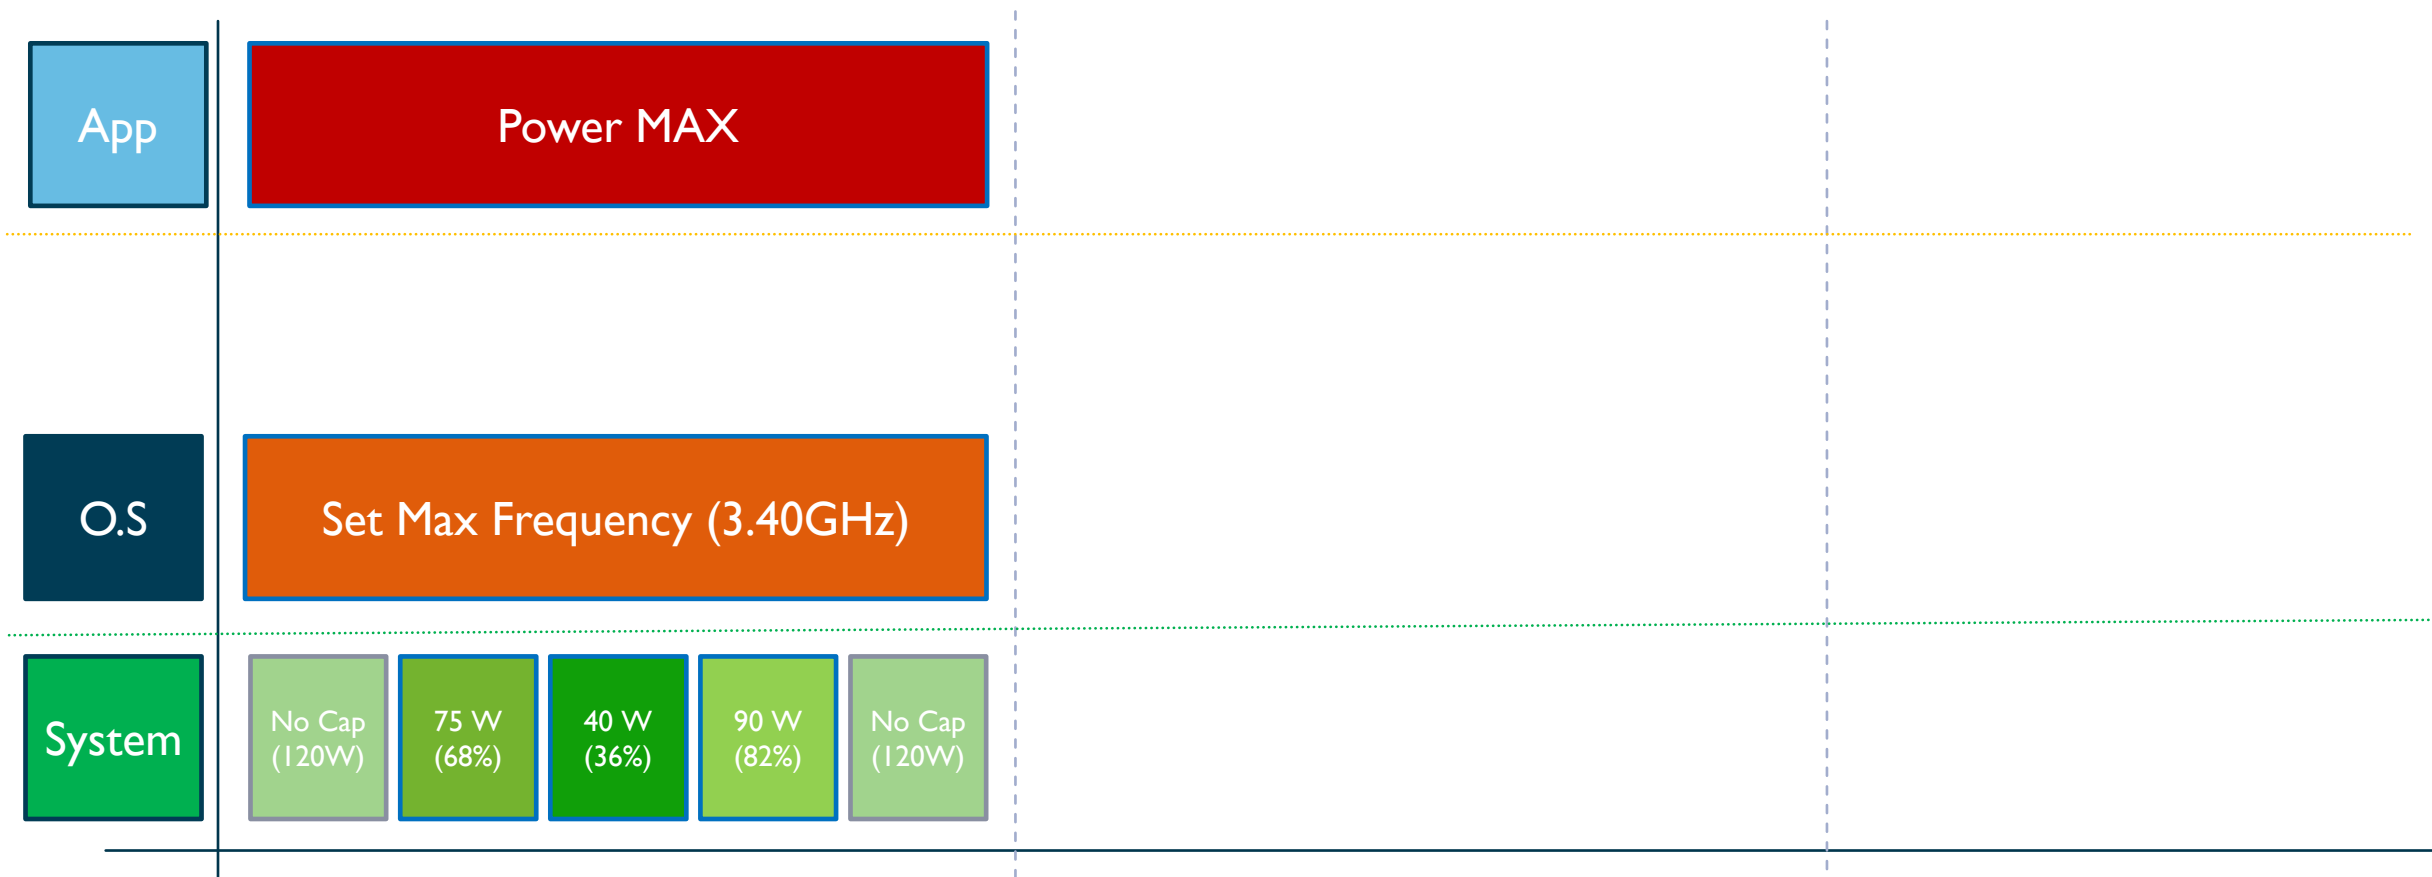 App
Power MAX
O.S
Set Max Frequency (3.40GHz)
System
No Cap
(120W)
75 W
(68%)
40 W
(36%)
90 W
(82%)
No Cap
(120W)